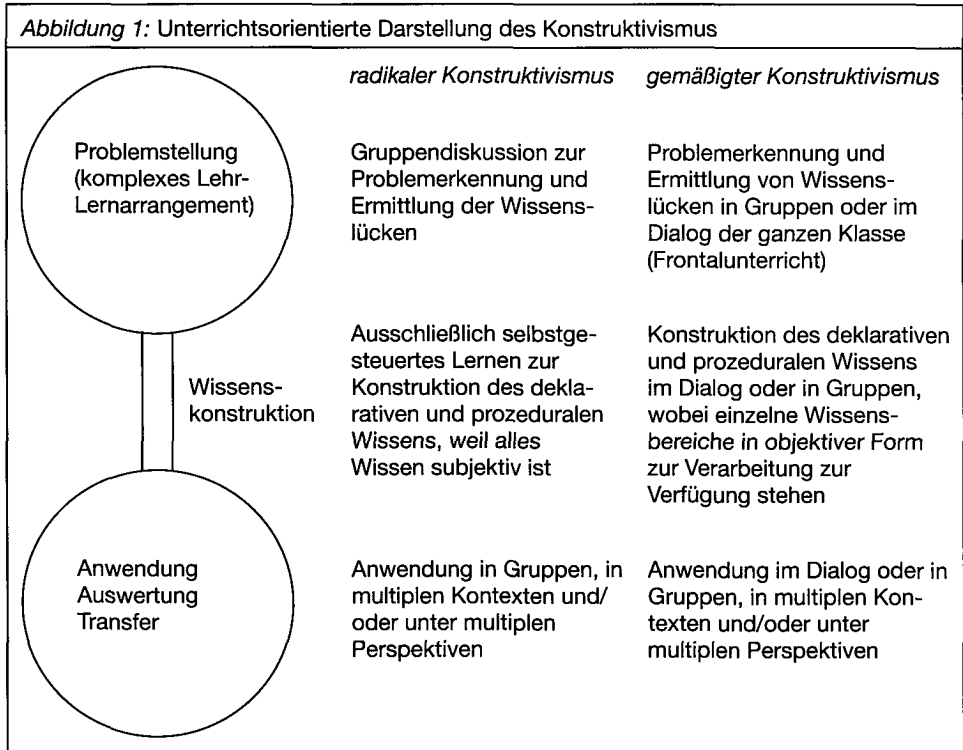 Abbildung 1: Unterrichtsorientierte Darstellung des Konstruktivismus
radikaler Konstruktivismus
gemäßigter Konstruktivismus
Problemstellung
(komplexes Lehr-
Lernarrangement)
Gruppendiskussion zur
Problemerkennung und
Ermittlung der Wissens-
lücken
Problemerkennung und
Ermittlung von Wissens-
lücken in Gruppen oder im
Dialog der ganzen Klasse
(Frontalunterricht)
Wissens-
konstruktion
Ausschließlich selbstge-
steuertes Lernen zur
Konstruktion des dekla-
rativen und prozeduralen
Wissens, weil alles
Wissen subjektiv ist
Konstruktion des deklarativen
und prozeduralen Wissens
im Dialog oder in Gruppen,
wobei einzelne Wissens-
bereiche in objektiver Form
zur Verarbeitung zur
Verfügung stehen
Anwendung
Auswertung
Transfer
Anwendung in Gruppen, in
multiplen Kontexten und/
oder unter multiplen
Perspektiven
Anwendung im Dialog oder in
Gruppen, in multiplen Kon-
texten und/oder unter
multiplen Perspektiven